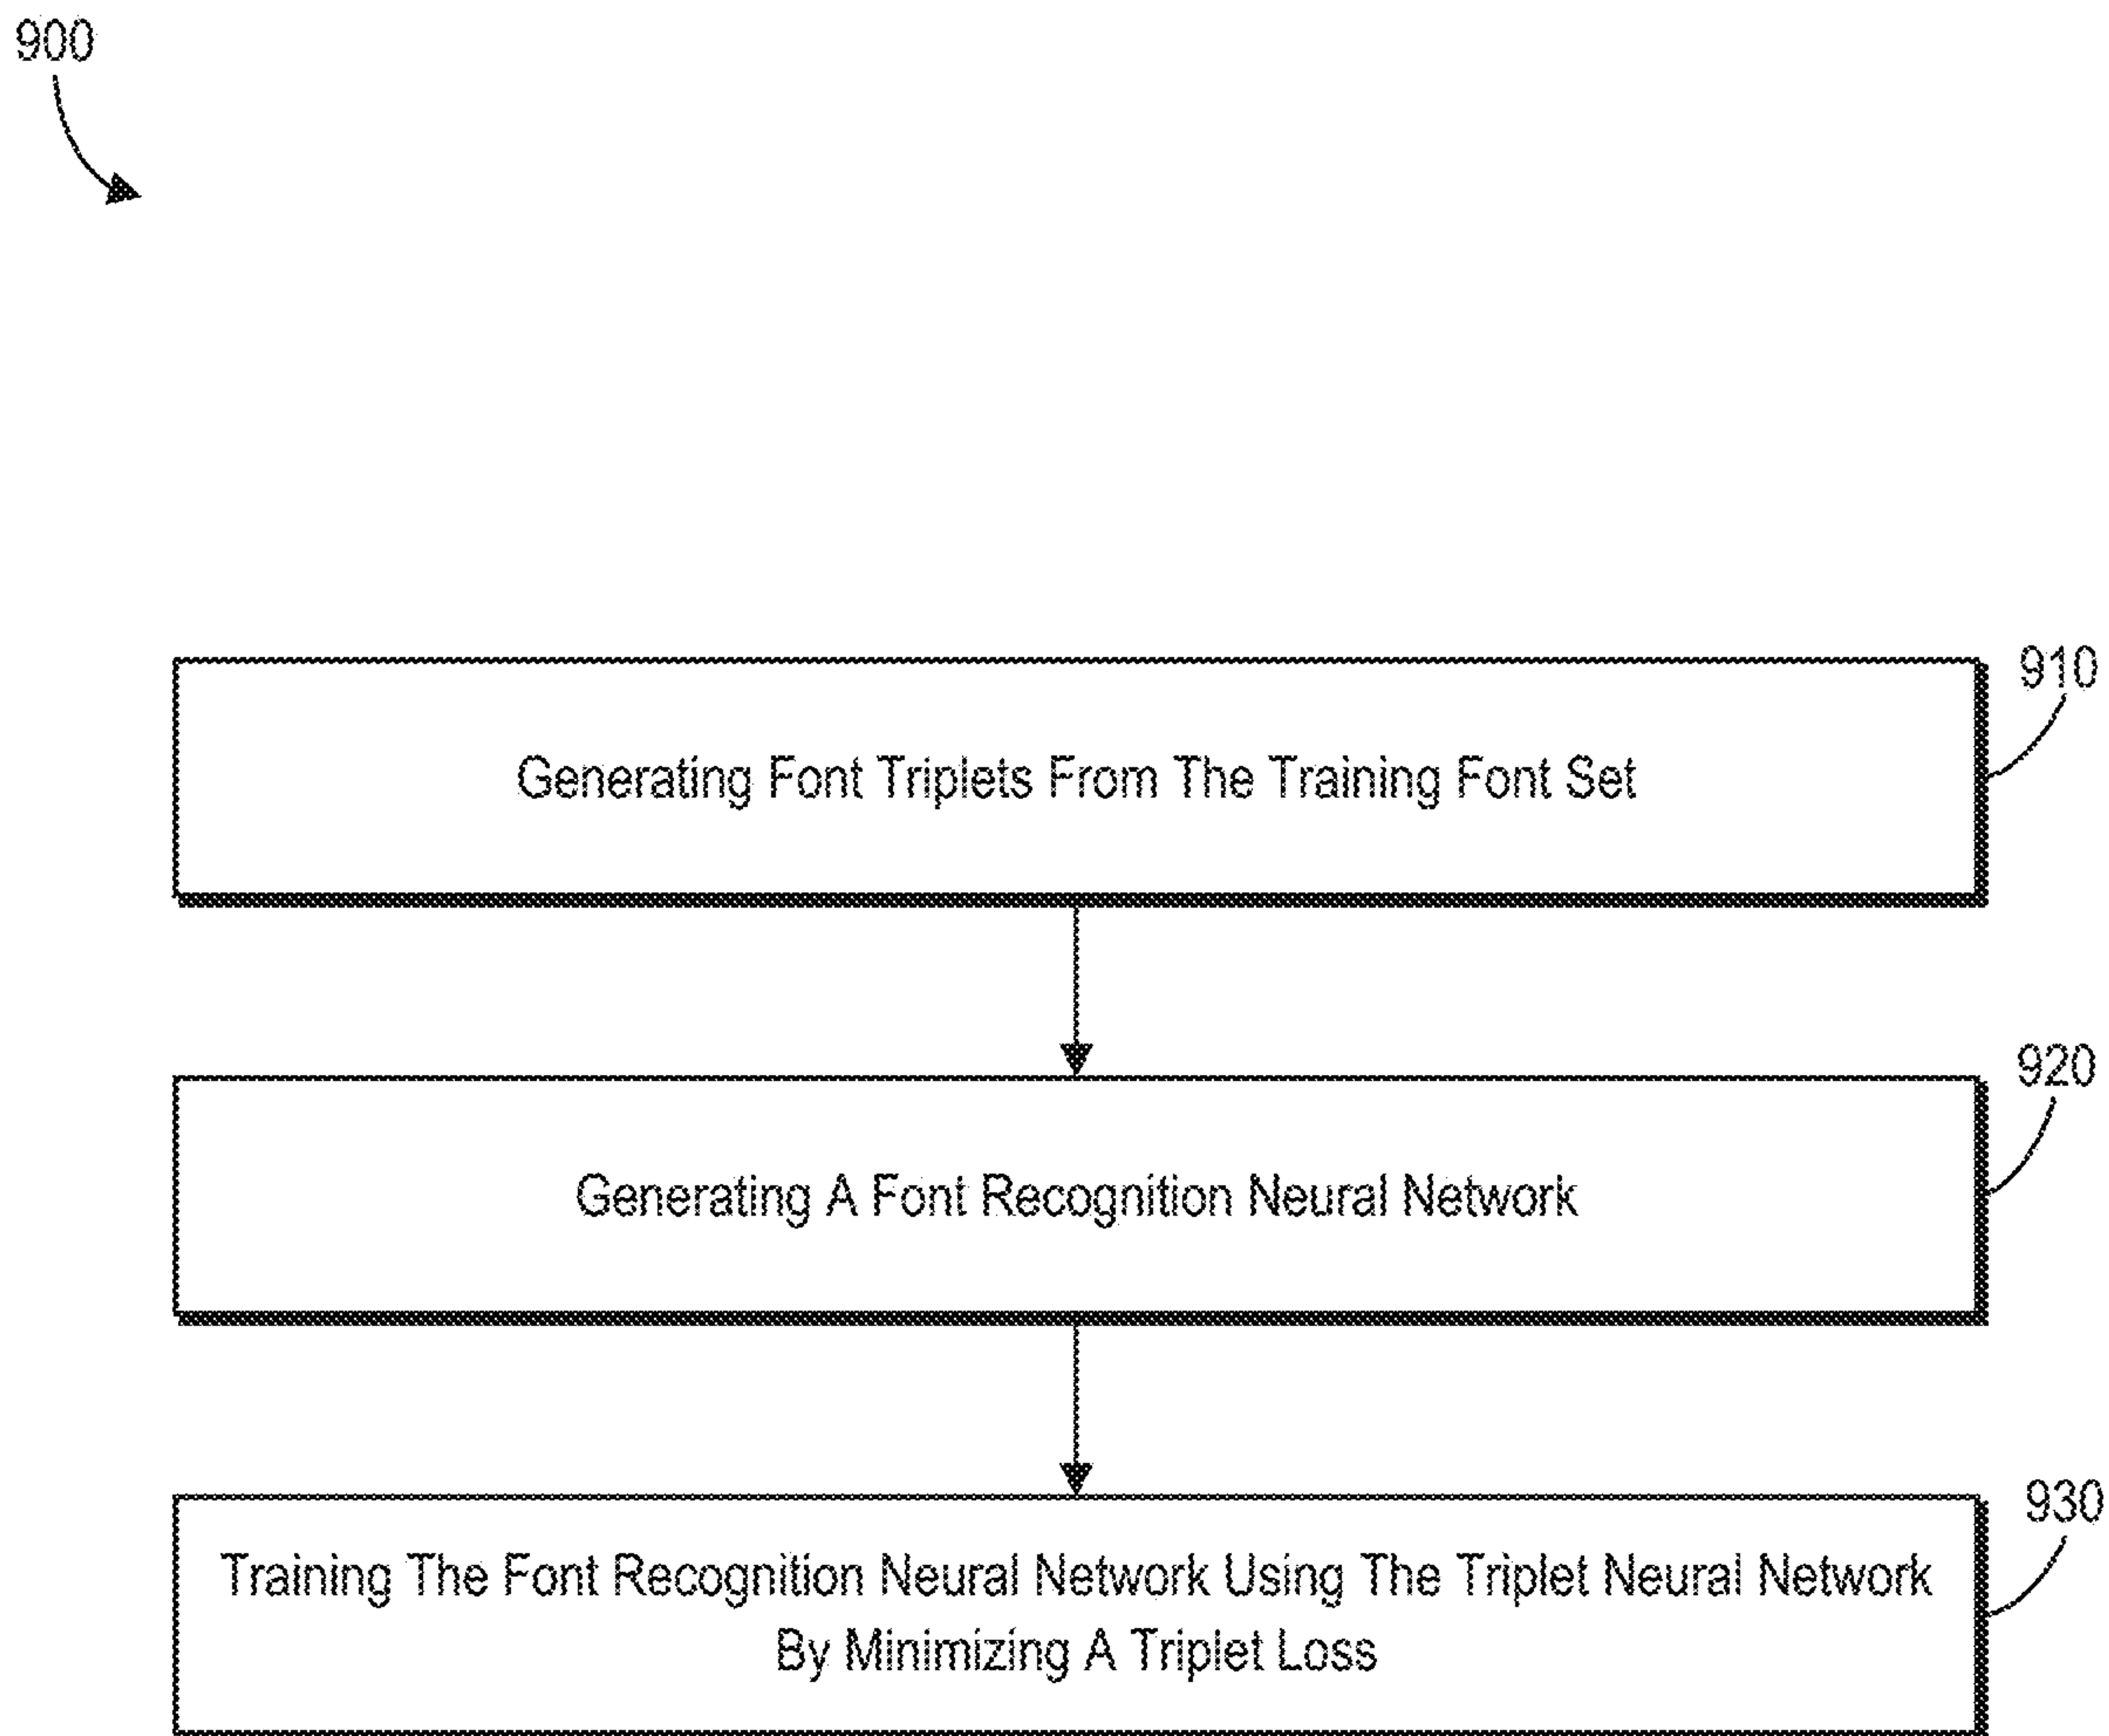 900
910
Generating Font Triplets From The Training Font Set
920
Generating A Font Recognition Neural Network
930
Training The Font Recognition Neural Network Using The Triplet Neural Network
By Minimizing A Triplet Loss